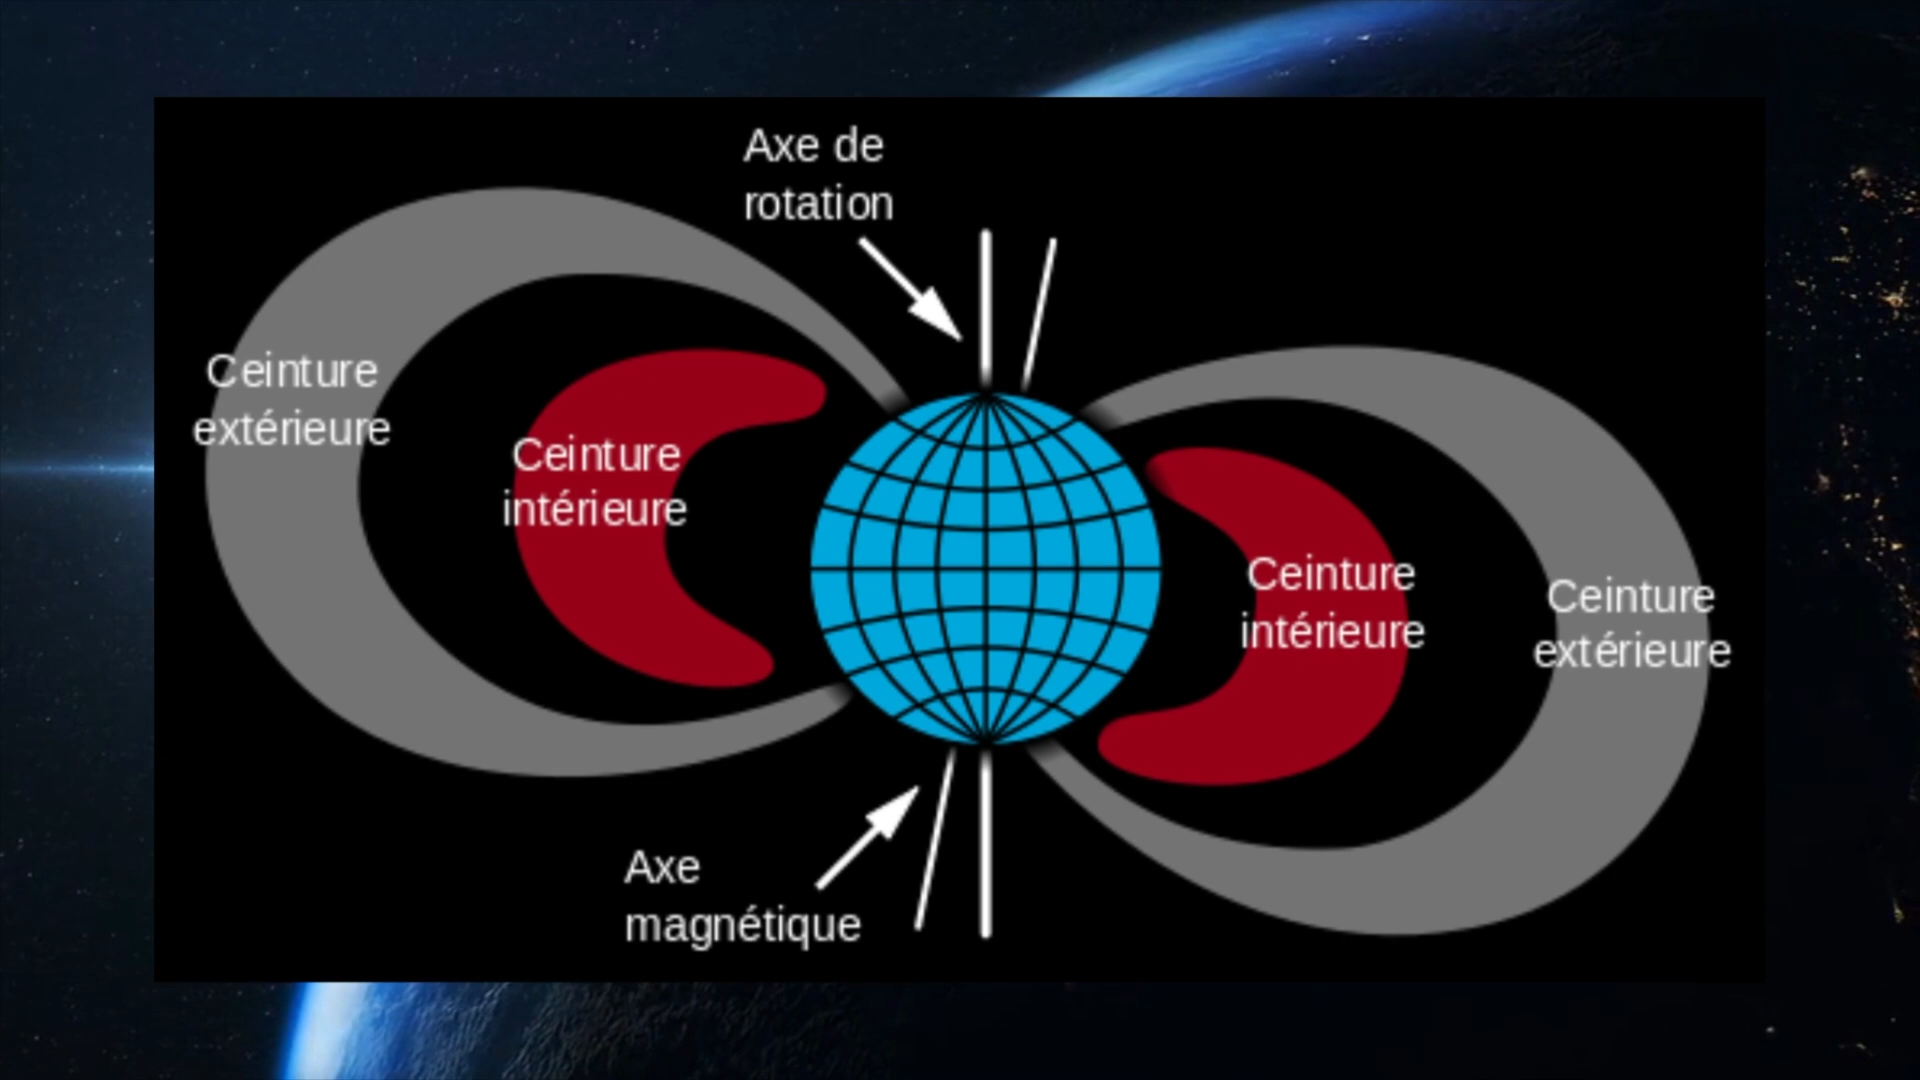 Axe de
rotation
Ceinture
extérieure
Ceinture
intérieure
Ceinture
intérieure
Ceinture
extérieure
Axe
magnétique